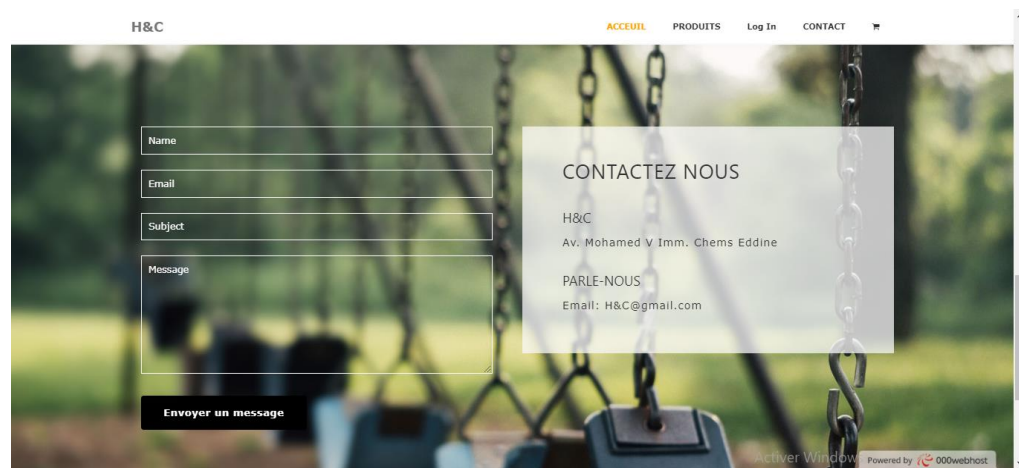 H&C
ACCEUIL PRODUITS Log In CONTACT
Name
Email
Subject
Message
Envoyer un message
CONTACTEZ NOUS
H&C
Av. Mohamed V Imm. Chems Eddine
PARLE-NOUS
Email: H&C@gmail.com
Activer Window
Powered by 000webhost